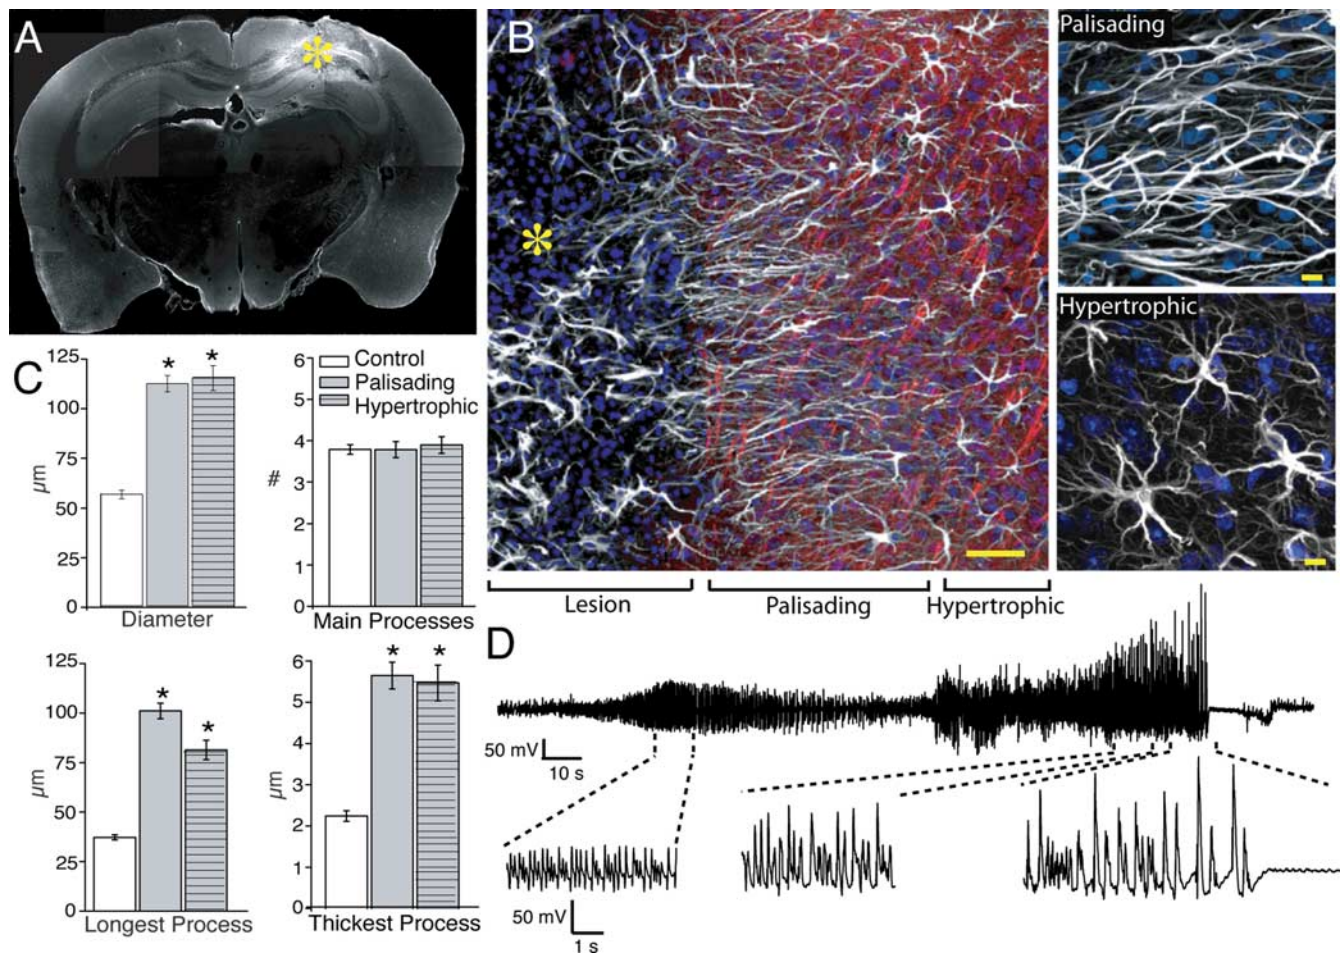 A
*
B
*
Palisading
Hypertrophic
Lesion
Palisading
Hypertrophic
C
125
100
75
50
25
0
µm
* *
Diameter
6
5
4
3
2
1
0
#
Control
Palisading
Hypertrophic
Main Processes
125
100
75
50
25
0
µm
*
*
Longest Process
6
5
4
3
2
1
0
µm
* *
Thickest Process
D
50 mV
10 s
50 mV
1 s